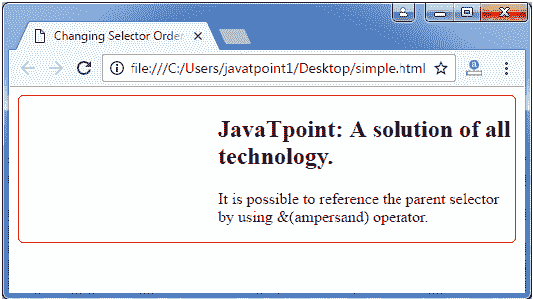 Changing Selector Order
file:///C:/Users/javatpoint1/Desktop/simple.html
JavaTpoint: A solution of all
technology.
It is possible to reference the parent selector
by using &(ampersand) operator.